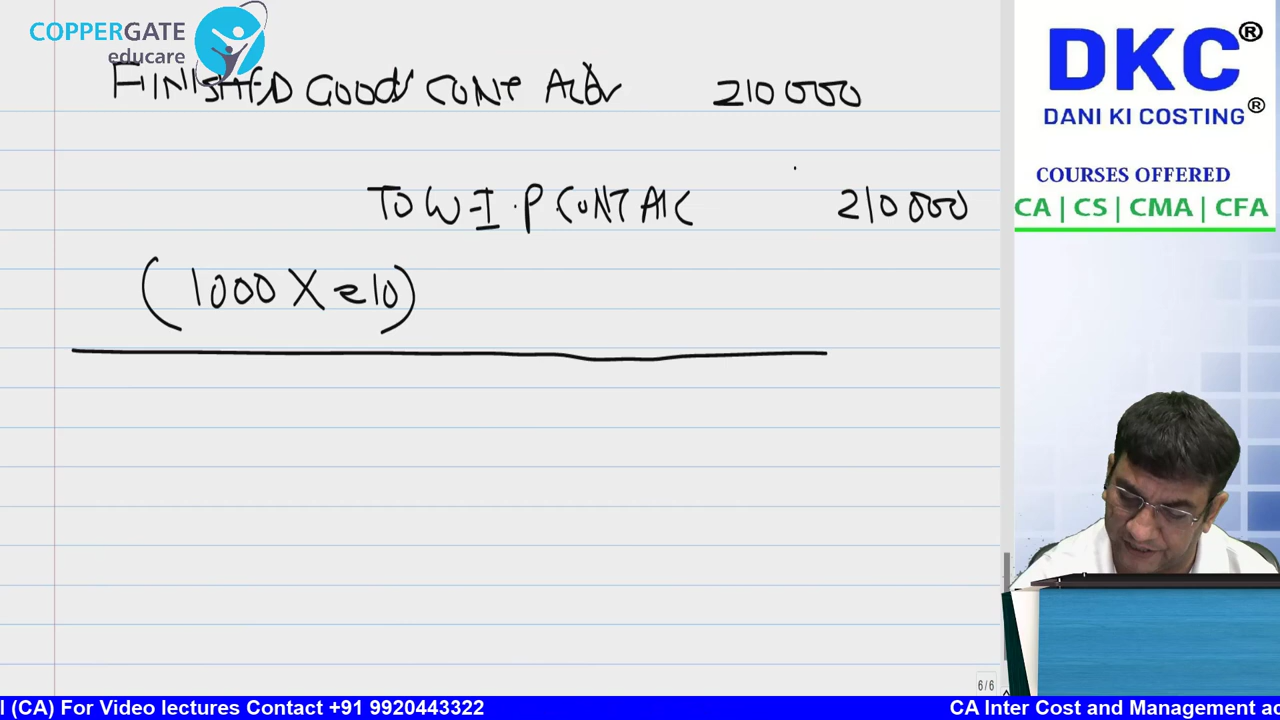 COPPERGATE
educare
FINISHED GOOD CONT A/C Dr 210000
TO W-I.P CONT A/C 210000
(1000 X 210)
DKC®
DANI KI COSTING®
COURSES OFFERED
CA | CS | CMA | CFA
6/6
l (CA) For Video lectures Contact +91 9920443322 CA Inter Cost and Management ac